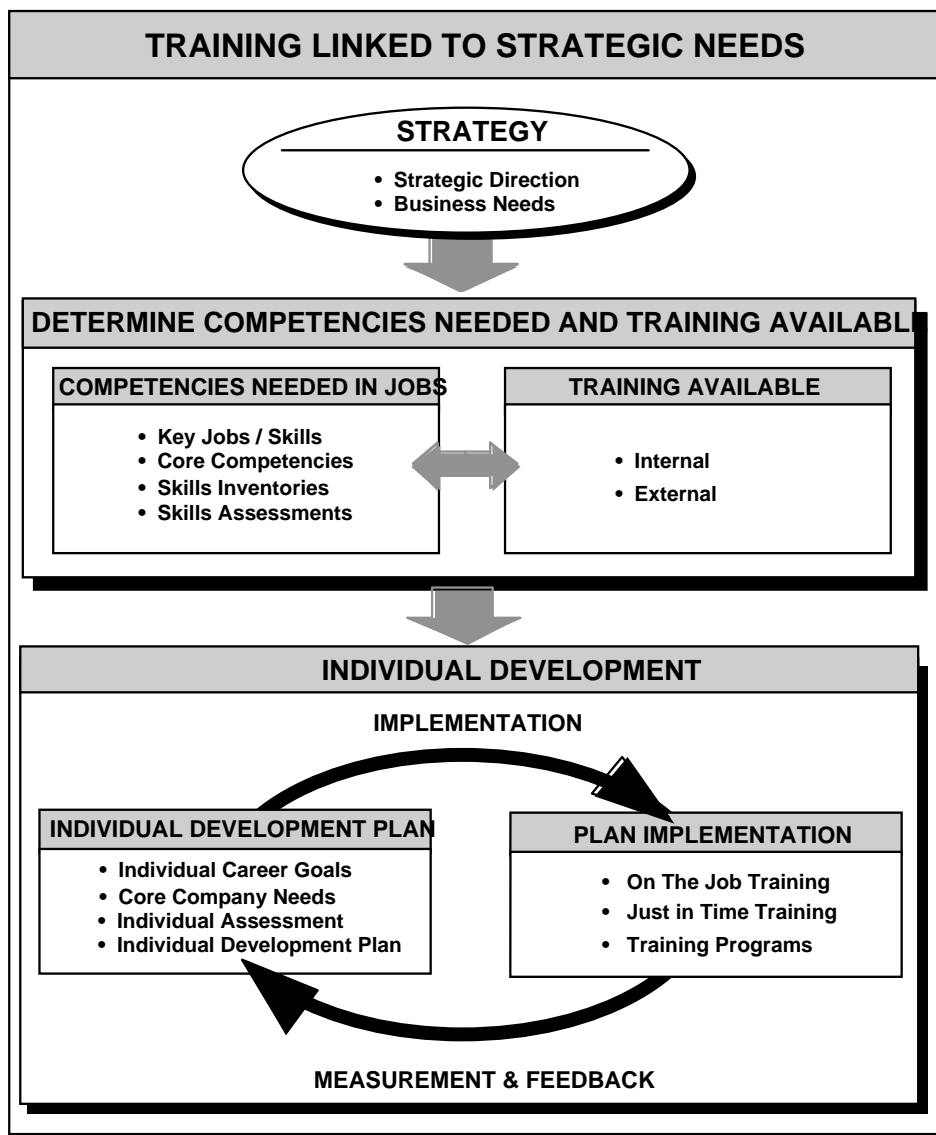 TRAINING LINKED TO STRATEGIC NEEDS
STRATEGY
• Strategic Direction
• Business Needs
DETERMINE COMPETENCIES NEEDED AND TRAINING AVAILABLE
COMPETENCIES NEEDED IN JOBS
• Key Jobs / Skills
• Core Competencies
• Skills Inventories
• Skills Assessments
TRAINING AVAILABLE
• Internal
• External
INDIVIDUAL DEVELOPMENT
IMPLEMENTATION
INDIVIDUAL DEVELOPMENT PLAN
• Individual Career Goals
• Core Company Needs
• Individual Assessment
• Individual Development Plan
PLAN IMPLEMENTATION
• On The Job Training
• Just in Time Training
• Training Programs
MEASUREMENT & FEEDBACK